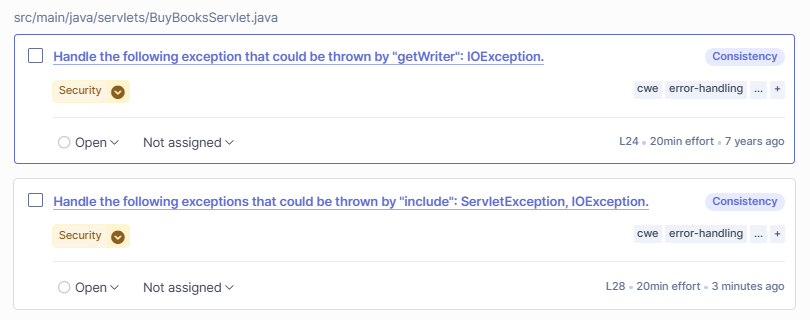 src/main/java/servlets/BuyBooksServlet.java
Handle the following exception that could be thrown by "getWriter": IOException. Consistency
Security cwe error-handling ... +
Open Not assigned L24 • 20min effort • 7 years ago
Handle the following exceptions that could be thrown by "include": ServletException, IOException. Consistency
Security cwe error-handling ... +
Open Not assigned L28 • 20min effort • 3 minutes ago